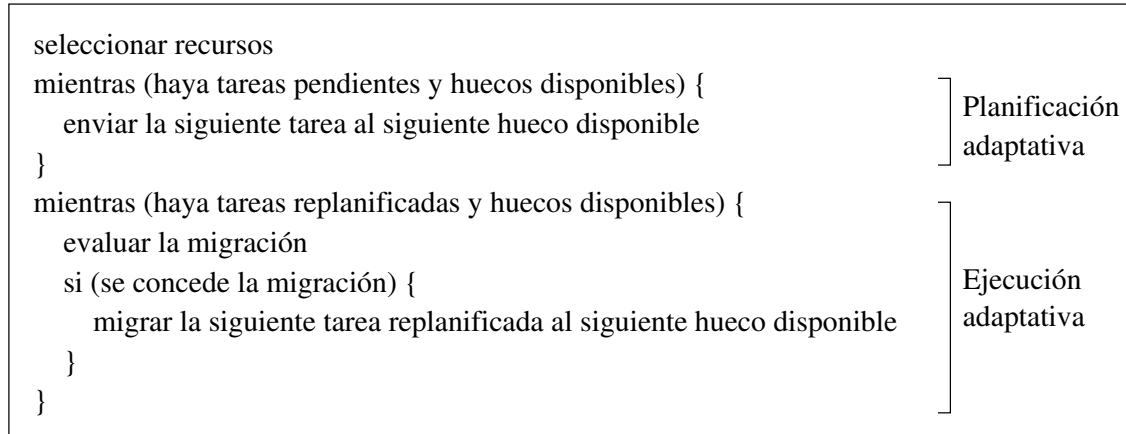 seleccionar recursos
mientras (haya tareas pendientes y huecos disponibles) {
enviar la siguiente tarea al siguiente hueco disponible
}
Planificación
adaptativa
mientras (haya tareas replanificadas y huecos disponibles) {
evaluar la migración
si (se concede la migración) {
migrar la siguiente tarea replanificada al siguiente hueco disponible
}
}
Ejecución
adaptativa